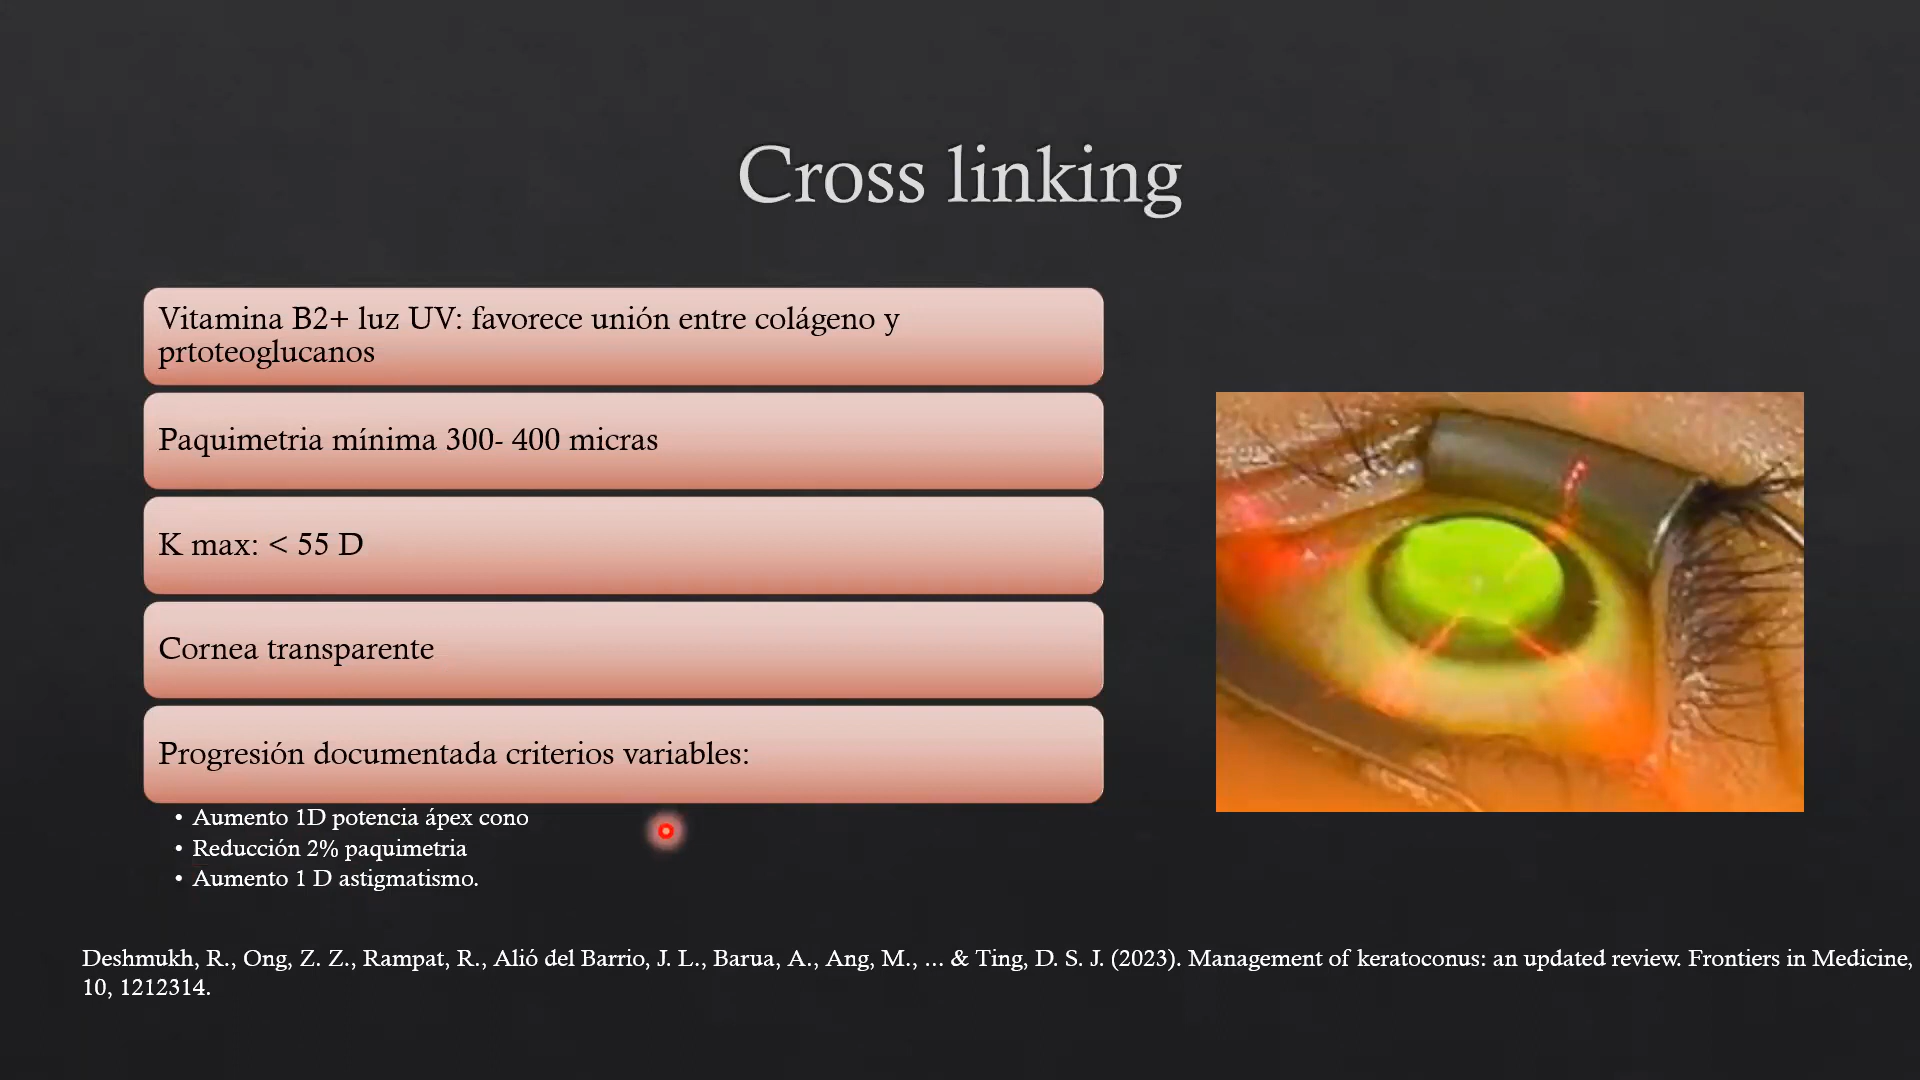 Cross linking
Vitamina B2+ luz UV: favorece unión entre colágeno y
prtoteoglucanos
Paquimetria mínima 300- 400 micras
K max: < 55 D
Cornea transparente
Progresión documentada criterios variables:
• Aumento 1D potencia ápex cono
• Reducción 2% paquimetria
• Aumento 1 D astigmatismo.
Deshmukh, R., Ong, Z. Z., Rampat, R., Alió del Barrio, J. L., Barua, A., Ang, M., ... & Ting, D. S. J. (2023). Management of keratoconus: an updated review. Frontiers in Medicine,
10, 1212314.